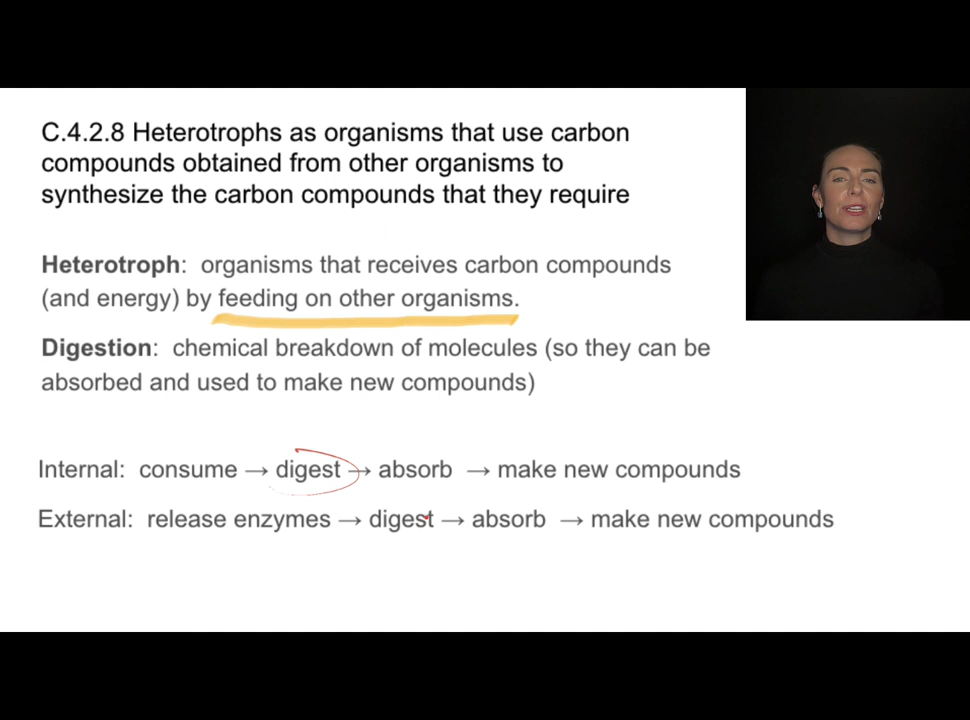 C.4.2.8 Heterotrophs as organisms that use carbon
compounds obtained from other organisms to
synthesize the carbon compounds that they require
Heterotroph: organisms that receives carbon compounds
(and energy) by feeding on other organisms.
Digestion: chemical breakdown of molecules (so they can be
absorbed and used to make new compounds)
Internal: consume → digest → absorb → make new compounds
External: release enzymes → digest → absorb → make new compounds